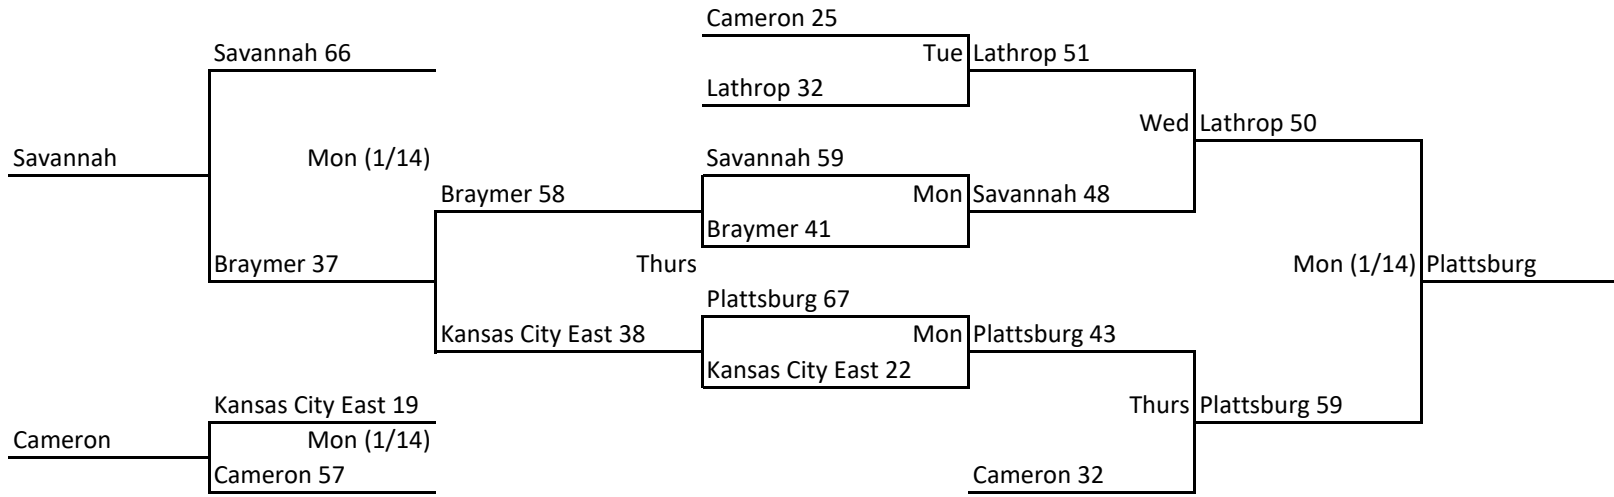 Cameron 25
Savannah 66
Tue
Lathrop 51
Lathrop 32
Wed
Lathrop 50
Savannah
Mon (1/14)
Savannah 59
Braymer 58
Mon
Savannah 48
Braymer 41
Braymer 37
Thurs
Mon (1/14)
Plattsburg
Plattsburg 67
Kansas City East 38
Mon
Plattsburg 43
Kansas City East 22
Kansas City East 19
Thurs
Plattsburg 59
Cameron
Mon (1/14)
Cameron 57
Cameron 32